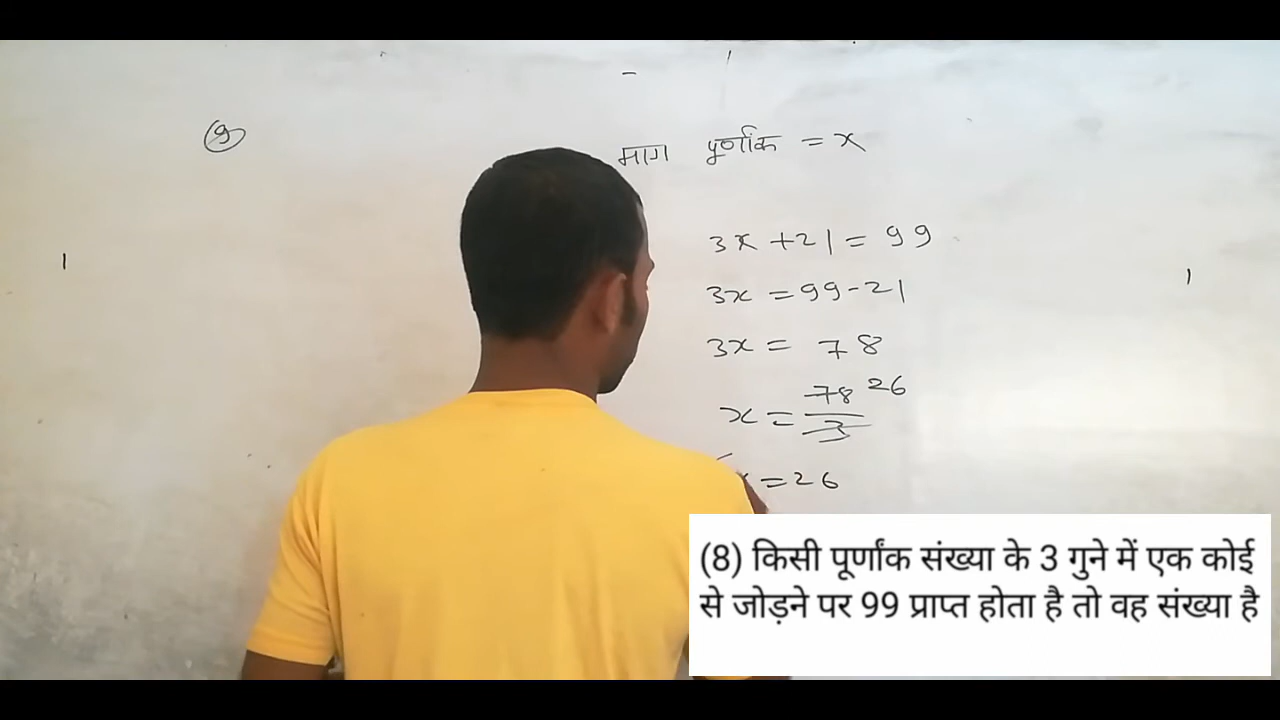 9
माना पूर्णांक = x
3x + 21 = 99
3x = 99 - 21
3x = 78
x = 78/3 26
x = 26
(8) किसी पूर्णांक संख्या के 3 गुने में एक कोई
से जोड़ने पर 99 प्राप्त होता है तो वह संख्या है